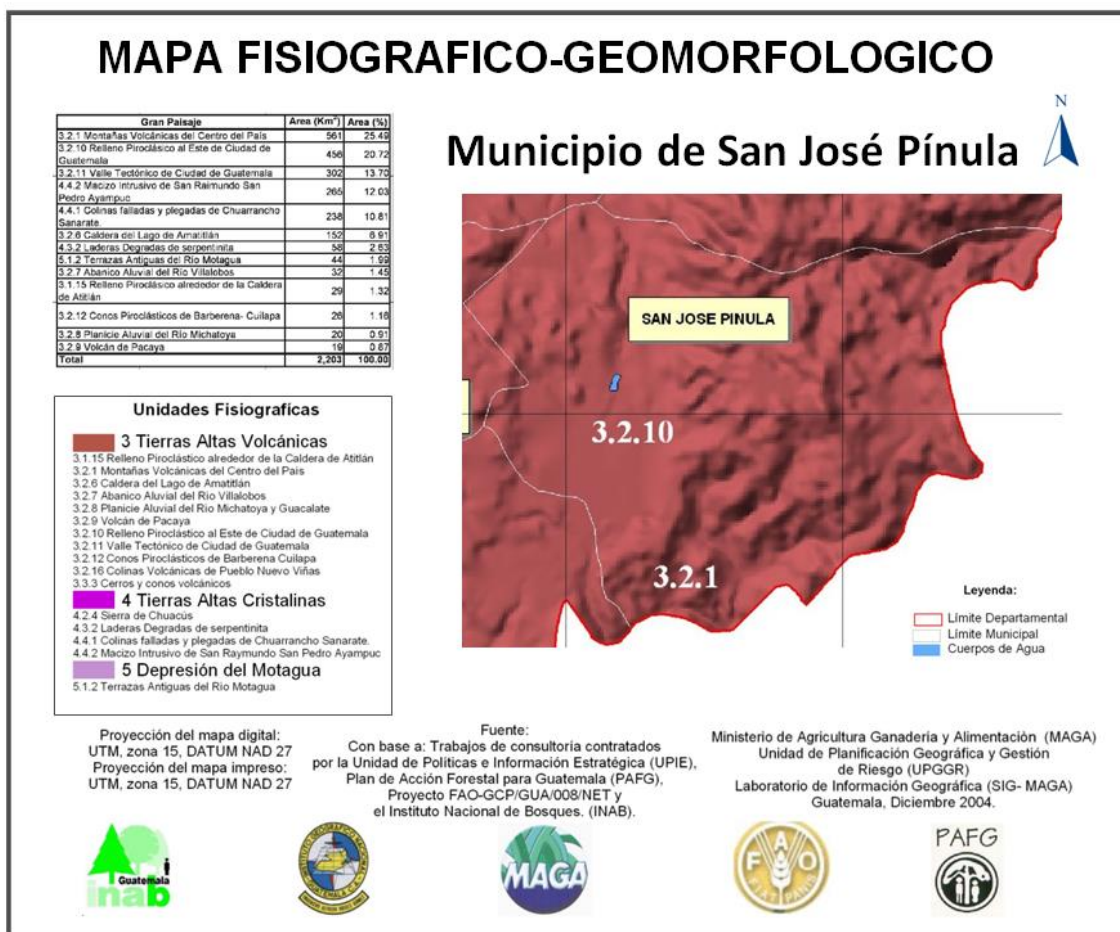 MAPA FISIOGRAFICO-GEOMORFOLOGICO
Gran Paisaje Area (Km²) Area (%)
3.2.1 Montañas Volcánicas del Centro del País 561 25.49
3.2.10 Relleno Piroclásico al Este de Ciudad de
Guatemala 456 20.72
3.2.11 Valle Tectónico de Ciudad de Guatemala 302 13.70
4.4.2 Macizo Intrusivo de San Raimundo San
Pedro Ayampuc 265 12.03
4.4.1 Colinas falladas y plegadas de Chuarrancho
Sanarate. 238 10.81
3.2.6 Caldera del Lago de Amatitlán 152 6.91
4.3.2 Laderas Degradas de serpentinita 58 2.63
5.1.2 Terrazas Antiguas del Río Motagua 44 1.99
3.2.7 Abanico Aluvial del Río Villalobos 32 1.45
3.1.15 Relleno Piroclásico alrededor de la Caldera
de Atitlán 29 1.32
3.2.12 Conos Piroclásticos de Barberena- Cuilapa 26 1.16
3.2.8 Planicie Aluvial del Río Michatoya 20 0.91
3.2.9 Volcán de Pacaya 19 0.87
Total 2,203 100.00
Municipio de San José Pínula
N
SAN JOSE PINULA
3.2.10
3.2.1
Leyenda:
Límite Departamental
Límite Municipal
Cuerpos de Agua
Unidades Fisiografícas
3 Tierras Altas Volcánicas
3.1.15 Relleno Piroclástico alrededor de la Caldera de Atitlán
3.2.1 Montañas Volcánicas del Centro del País
3.2.6 Caldera del Lago de Amatitlán
3.2.7 Abanico Aluvial del Río Villalobos
3.2.8 Planicie Aluvial del Río Michatoya y Guacalate
3.2.9 Volcán de Pacaya
3.2.10 Relleno Piroclástico al Este de Ciudad de Guatemala
3.2.11 Valle Tectónico de Ciudad de Guatemala
3.2.12 Conos Piroclásticos de Barberena Cuilapa
3.2.16 Colinas Volcánicas de Pueblo Nuevo Viñas
3.3.3 Cerros y conos volcánicos
4 Tierras Altas Cristalinas
4.2.4 Sierra de Chuacús
4.3.2 Laderas Degradas de serpentinita
4.4.1 Colinas falladas y plegadas de Chuarrancho Sanarate.
4.4.2 Macizo Intrusivo de San Raymundo San Pedro Ayampuc
5 Depresión del Motagua
5.1.2 Terrazas Antiguas del Río Motagua
Proyección del mapa digital:
UTM, zona 15, DATUM NAD 27
Proyección del mapa impreso:
UTM, zona 15, DATUM NAD 27
Fuente:
Con base a: Trabajos de consultoria contratados
por la Unidad de Politicas e Información Estratégica (UPIE),
Plan de Acción Forestal para Guatemala (PAFG),
Proyecto FAO-GCP/GUA/008/NET y
el Instituto Nacional de Bosques. (INAB).
Ministerio de Agricultura Ganadería y Alimentación (MAGA)
Unidad de Planificación Geográfica y Gestión
de Riesgo (UPGGR)
Laboratorio de Información Geográfica (SIG- MAGA)
Guatemala, Diciembre 2004.
Guatemala
inab
INSTITUTO GEOGRAFICO NACIONAL
GUATEMALA C.A.
MAGA
FAO
FIAT PANIS
PAFG